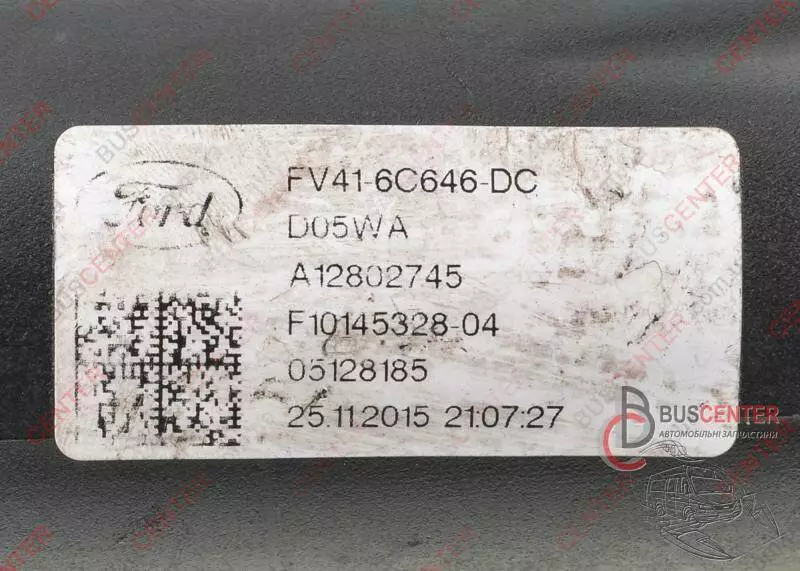 Ford
FV41-6C646-DC
D05WA
A12802745
F10145328-04
05128185
25.11.2015 21:07:27
BUSCENTER
АВТОМОБІЛЬНІ ЗАПЧАСТИНИ